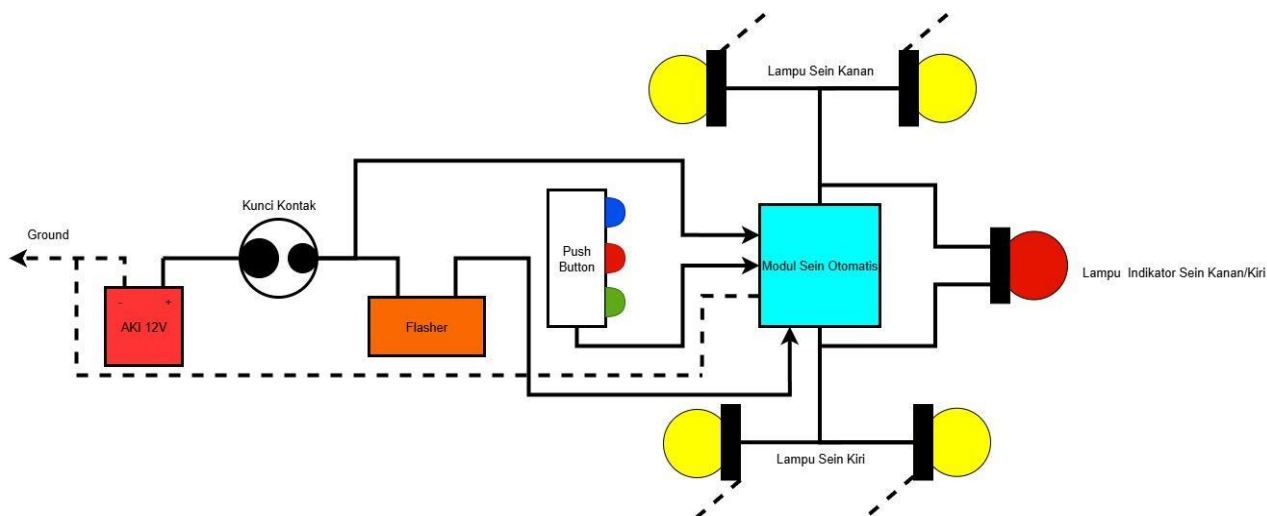 Lampu Sein Kanan
Kunci Kontak
Ground
Push
Button
Modul Sein Otomatis
Lampu Indikator Sein Kanan/Kiri
- +
AKI 12V
Flasher
Lampu Sein Kiri